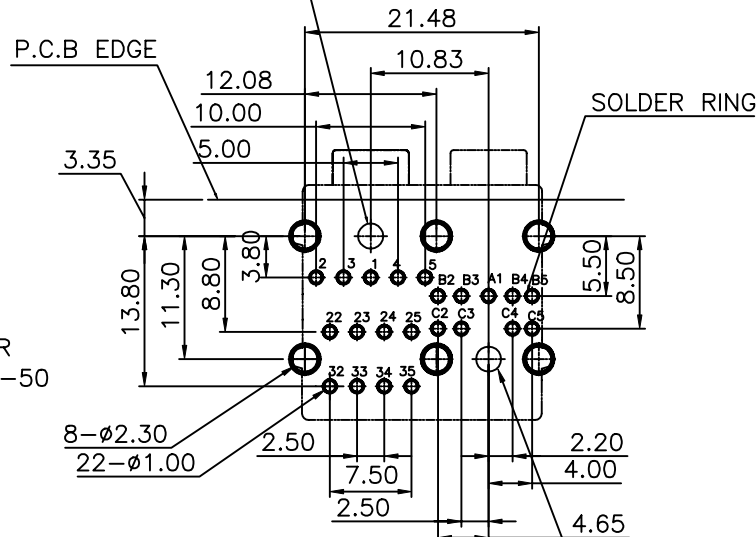 21.48
P.C.B EDGE
10.83
12.08
SOLDER RING
10.00
5.00
3.35
3.80
5.50
8.50
13.80
11.30
8.80
2 3 1 4 5
B2 B3 A1 B4 B5
22 23 24 25
C2 C3 C4 C5
R
-50
32 33 34 35
8-ø2.30
22-ø1.00
2.50
2.20
7.50
4.00
2.50
4.65